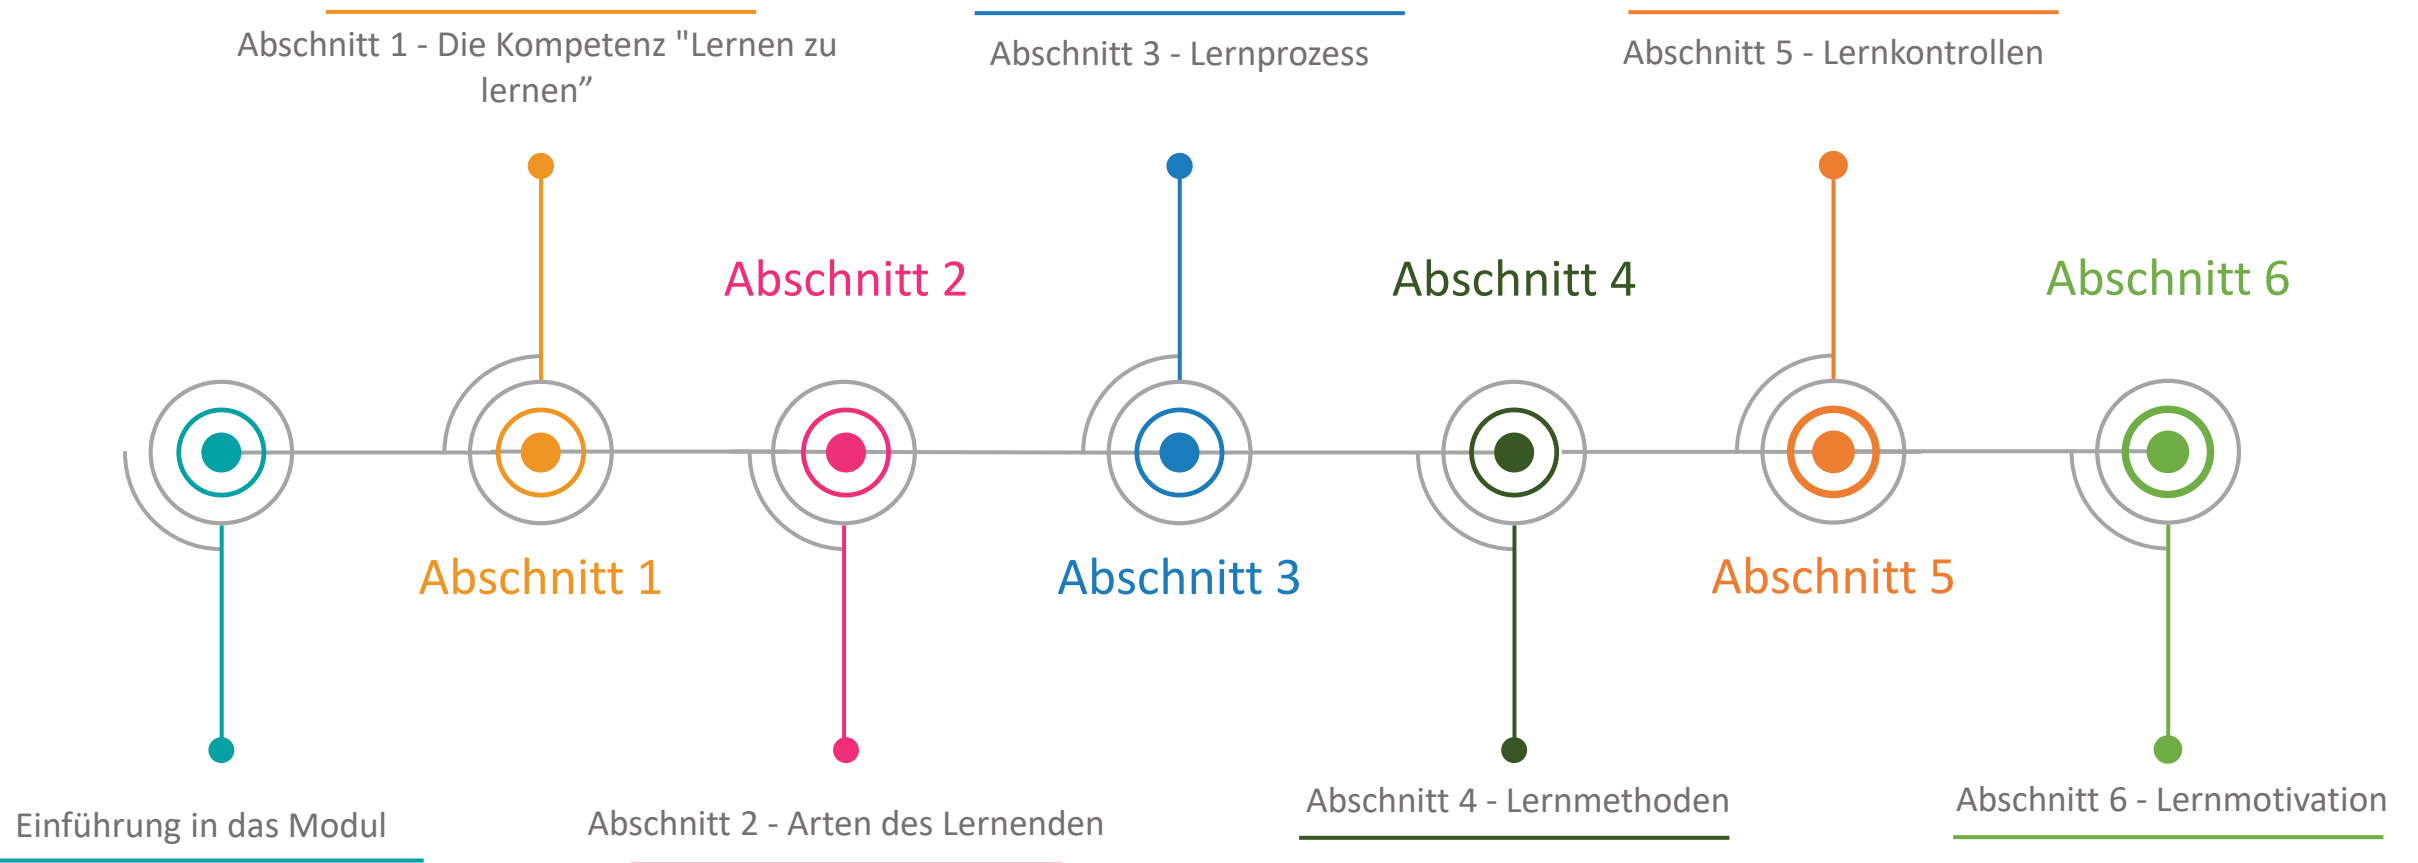 Abschnitt 1 - Die Kompetenz "Lernen zu
lernen”
Abschnitt 3 - Lernprozess
Abschnitt 5 - Lernkontrollen
Abschnitt 2
Abschnitt 4
Abschnitt 6
Abschnitt 1
Abschnitt 3
Abschnitt 5
Einführung in das Modul
Abschnitt 2 - Arten des Lernenden
Abschnitt 4 - Lernmethoden
Abschnitt 6 - Lernmotivation